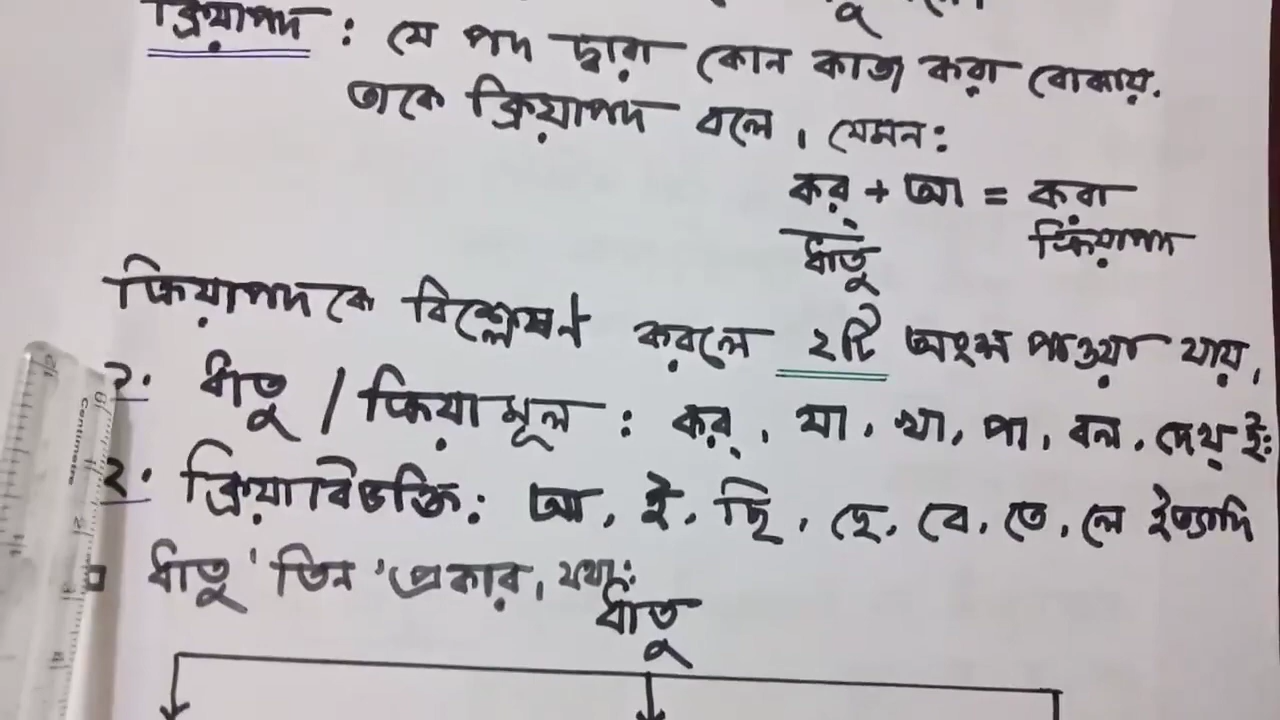 ক্রিয়াপদ : যে পদ দ্বারা কোন কাজ করা বোঝায়.
তাকে ক্রিয়াপদ বলে। যেমন:
কর্ + আ = করা
ধাতু ক্রিয়াপদ
ক্রিয়াপদকে বিশ্লেষণ করলে ২টি অংশ পাওয়া যায়।
১. ধাতু / ক্রিয়ামূল : কর্, যা, খা, পা, বল, দেখ্ ই:
২. ক্রিয়াবিভক্তি: আ, ই, ছি, ছে, বে, তে, লে ইত্যাদি
ধাতু 'তিন' প্রকার। যথা:
ধাতু
centimetre